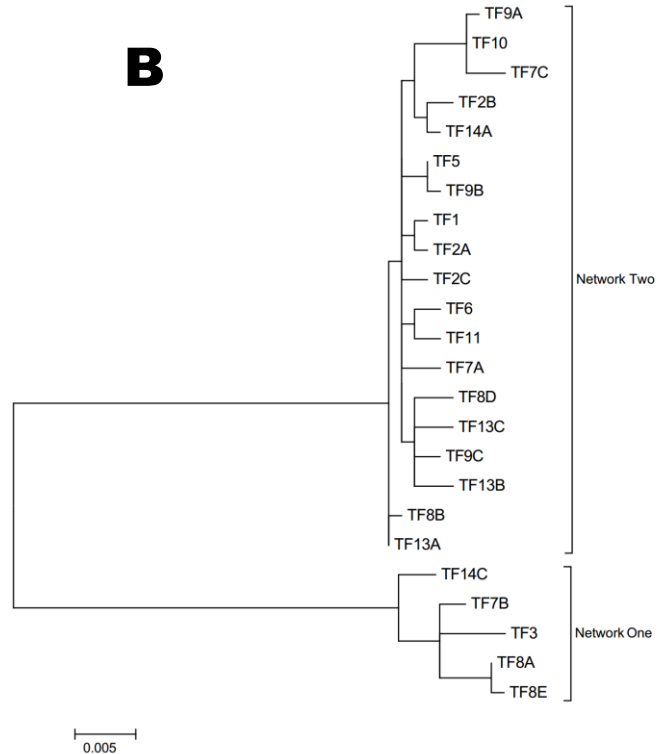 B
TF9A
TF10
TF7C
TF2B
TF14A
TF5
TF9B
TF1
TF2A
TF2C
Network Two
TF6
TF11
TF7A
TF8D
TF13C
TF9C
TF13B
TF8B
TF13A
TF14C
TF7B
TF3
Network One
TF8A
TF8E
0.005